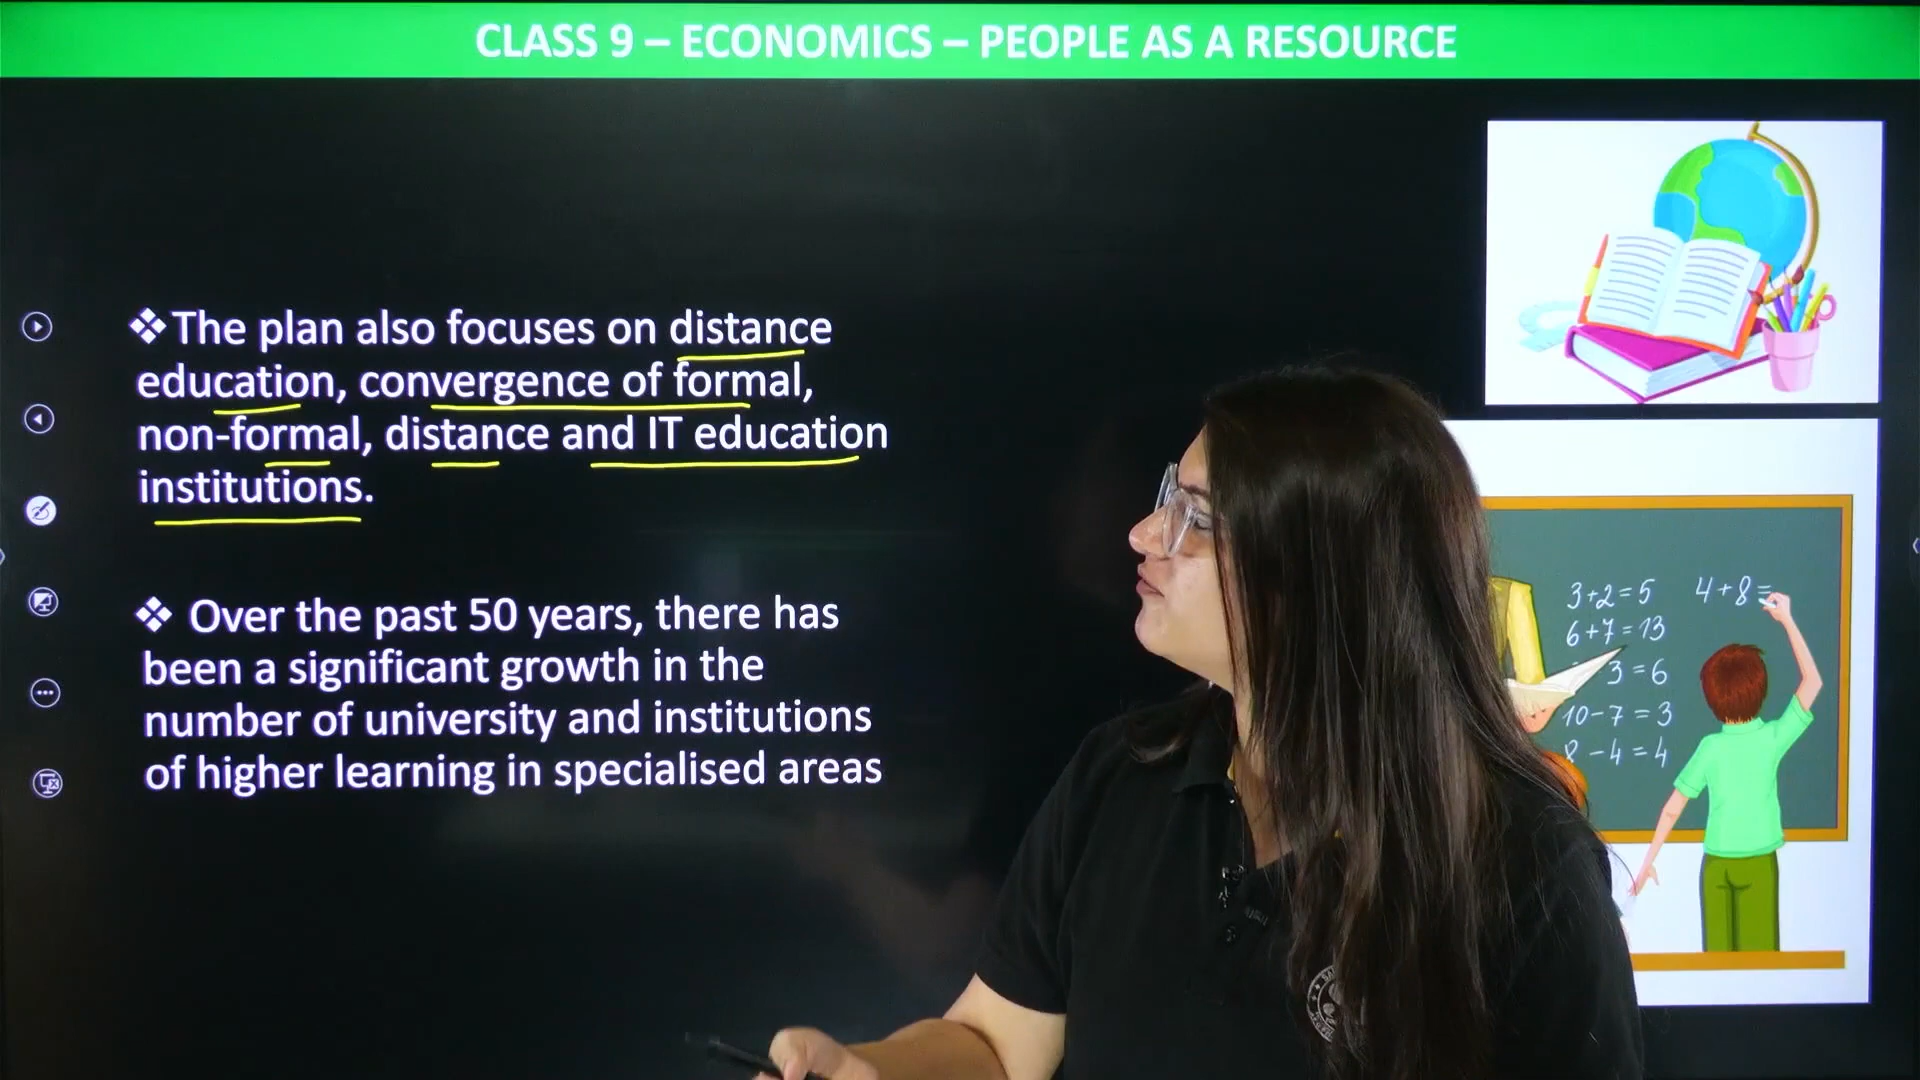 CLASS 9 – ECONOMICS – PEOPLE AS A RESOURCE
❖The plan also focuses on distance
education, convergence of formal,
non-formal, distance and IT education
institutions.
❖ Over the past 50 years, there has
been a significant growth in the
number of university and institutions
of higher learning in specialised areas
3+2=5 4+8=
6+7=13
3=6
10-7=3
8-4=4